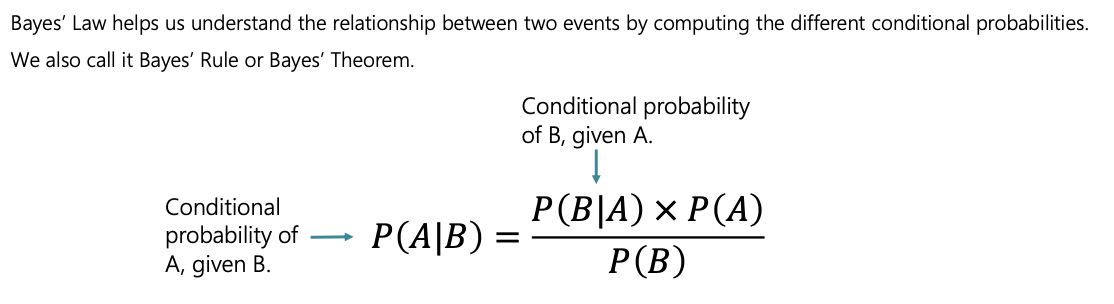 Bayes’ Law helps us understand the relationship between two events by computing the different conditional probabilities.
We also call it Bayes’ Rule or Bayes’ Theorem.
Conditional probability
of B, given A.
Conditional
probability of
A, given B.
P(A|B) = P(B|A) × P(A)
P(B)